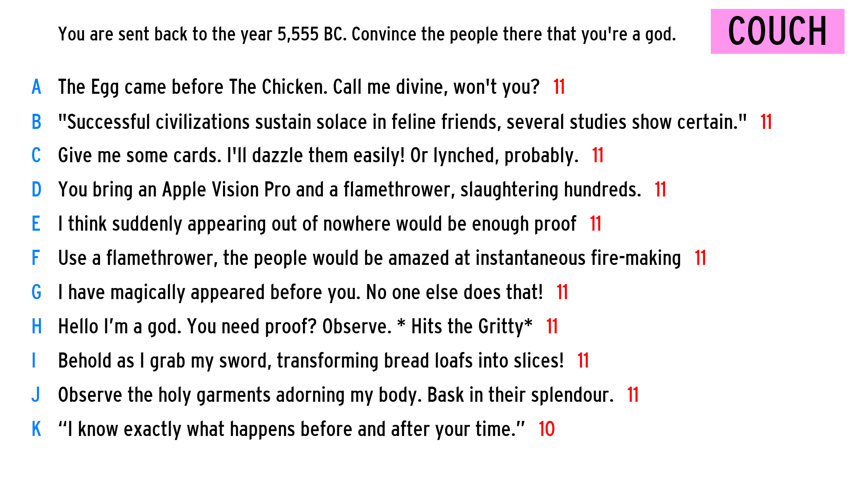 You are sent back to the year 5,555 BC. Convince the people there that you're a god.
COUCH
A The Egg came before The Chicken. Call me divine, won't you? 11
B "Successful civilizations sustain solace in feline friends, several studies show certain." 11
C Give me some cards. I'll dazzle them easily! Or lynched, probably. 11
D You bring an Apple Vision Pro and a flamethrower, slaughtering hundreds. 11
E I think suddenly appearing out of nowhere would be enough proof 11
F Use a flamethrower, the people would be amazed at instantaneous fire-making 11
G I have magically appeared before you. No one else does that! 11
H Hello I’m a god. You need proof? Observe. * Hits the Gritty* 11
I Behold as I grab my sword, transforming bread loafs into slices! 11
J Observe the holy garments adorning my body. Bask in their splendour. 11
K “I know exactly what happens before and after your time.” 10